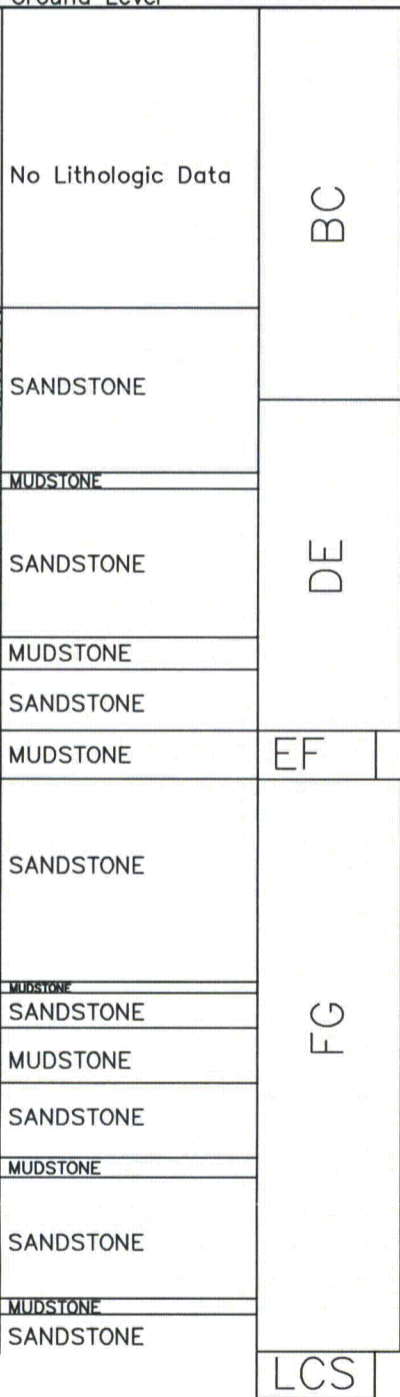 Ground Level
No Lithologic Data
BC
SANDSTONE
MUDSTONE
SANDSTONE
DE
MUDSTONE
SANDSTONE
MUDSTONE
EF
SANDSTONE
MUDSTONE
SANDSTONE
FG
MUDSTONE
SANDSTONE
MUDSTONE
SANDSTONE
MUDSTONE
SANDSTONE
LCS